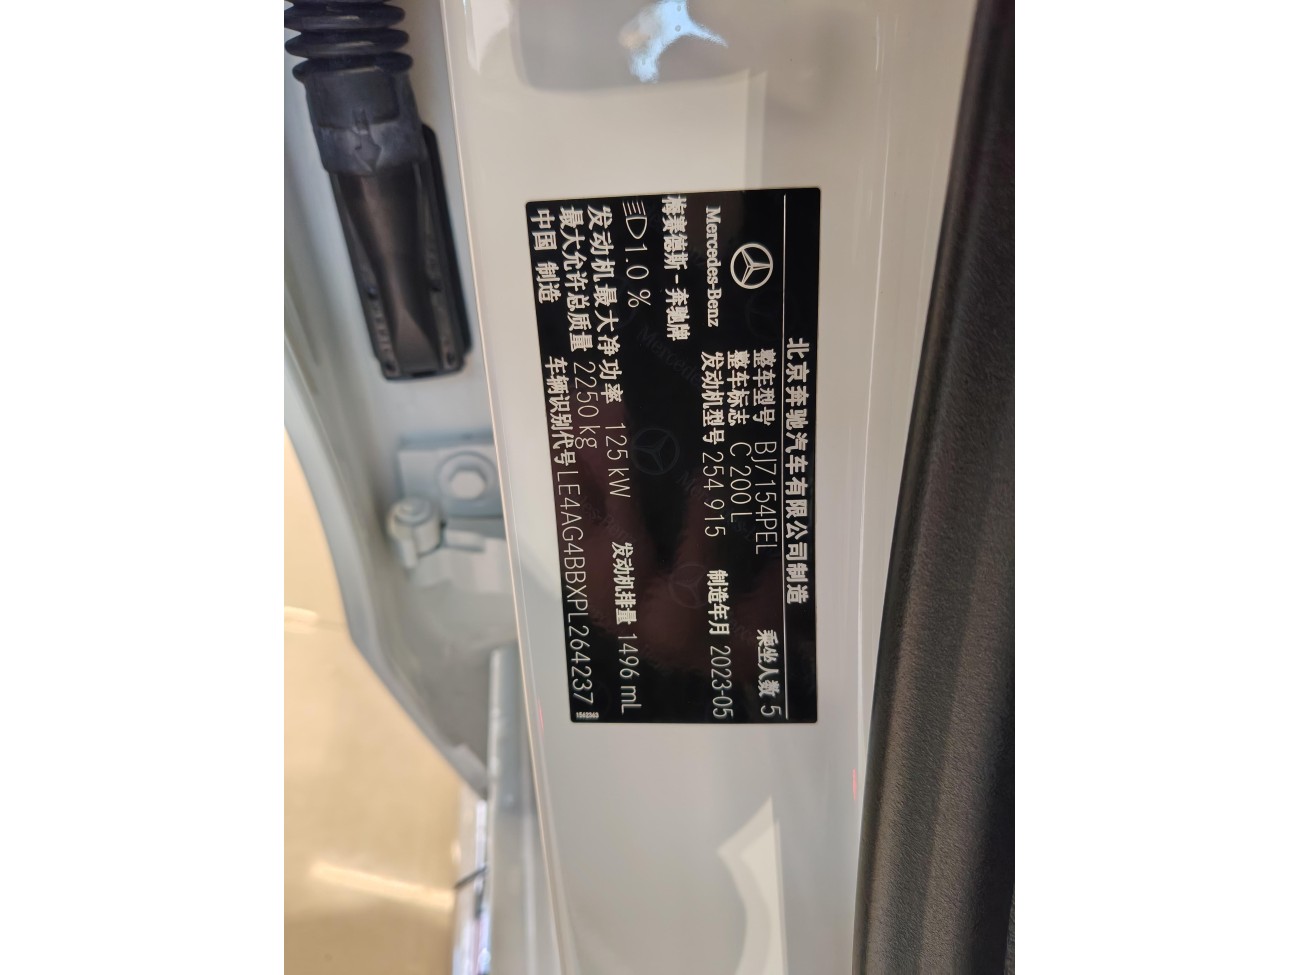 北京奔驰汽车有限公司制造
整车型号 BJ7154PEL 乘坐人数 5
整车标志 C 200 L
Mercedes-Benz 发动机型号 254 915 制造年月 2023-05
梅赛德斯-奔驰牌
1.0 %
发动机最大净功率 125 kW 发动机排量 1496 mL
最大允许总质量 2250 kg
中国 制造 车辆识别代号 LE4AG4BBXPL264237